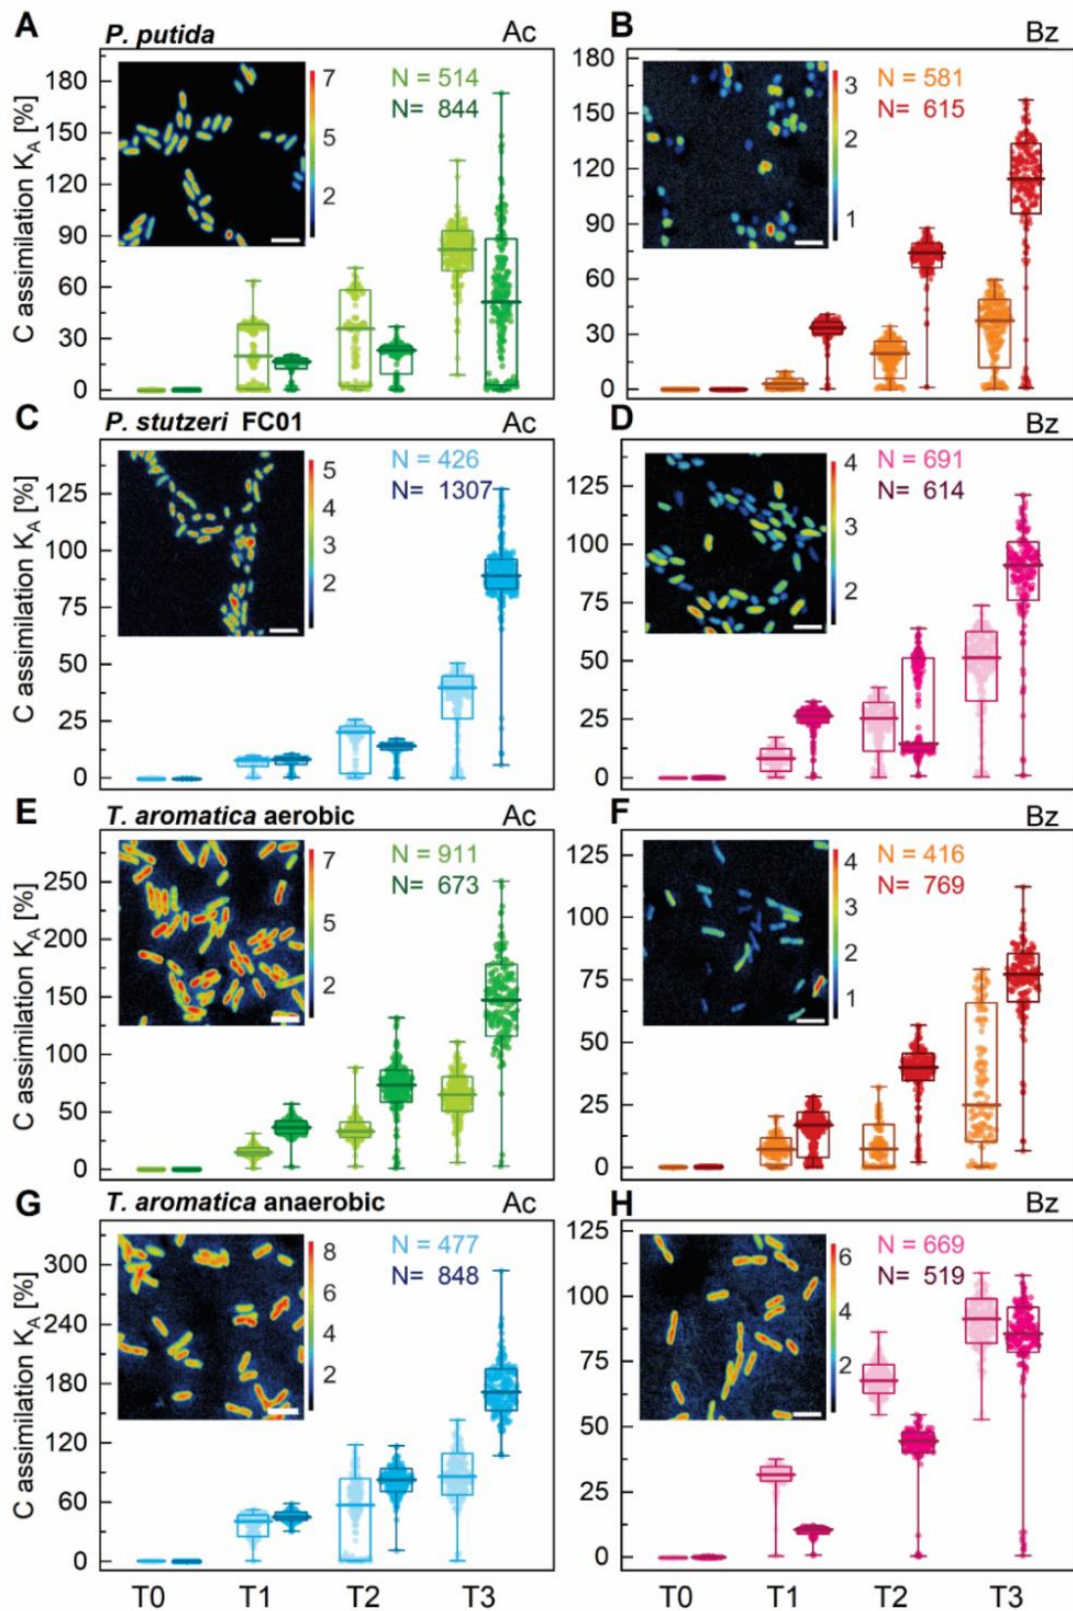 A P. putida Ac
B Bz
C assimilation K_A [%]
180
150
120
90
60
30
0
7
5
2
N = 514
N= 844
180
150
120
90
60
30
0
3
2
1
N = 581
N= 615
C P. stutzeri FC01 Ac
D Bz
C assimilation K_A [%]
125
100
75
50
25
0
5
4
3
2
N = 426
N= 1307
125
100
75
50
25
0
4
3
2
N = 691
N= 614
E T. aromatica aerobic Ac
F Bz
C assimilation K_A [%]
250
200
150
100
50
0
7
5
2
N = 911
N= 673
125
100
75
50
25
0
4
3
2
1
N = 416
N= 769
G T. aromatica anaerobic Ac
H Bz
C assimilation K_A [%]
300
240
180
120
60
0
8
6
4
2
N = 477
N= 848
125
100
75
50
25
0
6
4
2
N = 669
N= 519
T0 T1 T2 T3
T0 T1 T2 T3